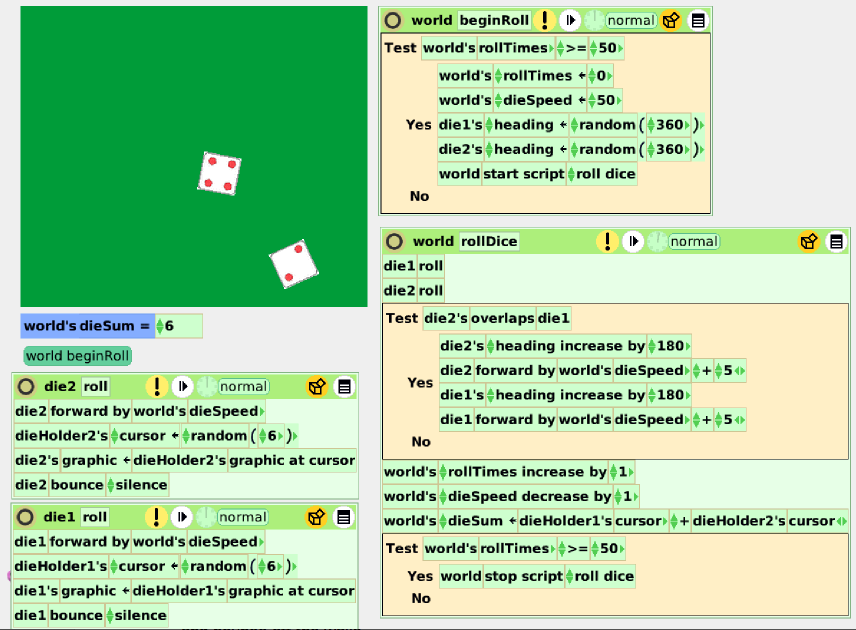 world beginRoll ! normal
Test world's rollTimes >= 50
world's rollTimes ← 0
world's dieSpeed ← 50
Yes die1's heading ← random ( 360 )
die2's heading ← random ( 360 )
world start script roll dice
No
world's dieSum = 6
world beginRoll
die2 roll ! normal
die2 forward by world's dieSpeed
dieHolder2's cursor ← random ( 6 )
die2's graphic ← dieHolder2's graphic at cursor
die2 bounce silence
die1 roll ! normal
die1 forward by world's dieSpeed
dieHolder1's cursor ← random ( 6 )
die1's graphic ← dieHolder1's graphic at cursor
die1 bounce silence
world rollDice ! normal
die1 roll
die2 roll
Test die2's overlaps die1
die2's heading increase by 180
die2 forward by world's dieSpeed + 5
Yes die1's heading increase by 180
die1 forward by world's dieSpeed + 5
No
world's rollTimes increase by 1
world's dieSpeed decrease by 1
world's dieSum ← dieHolder1's cursor + dieHolder2's cursor
Test world's rollTimes >= 50
Yes world stop script roll dice
No